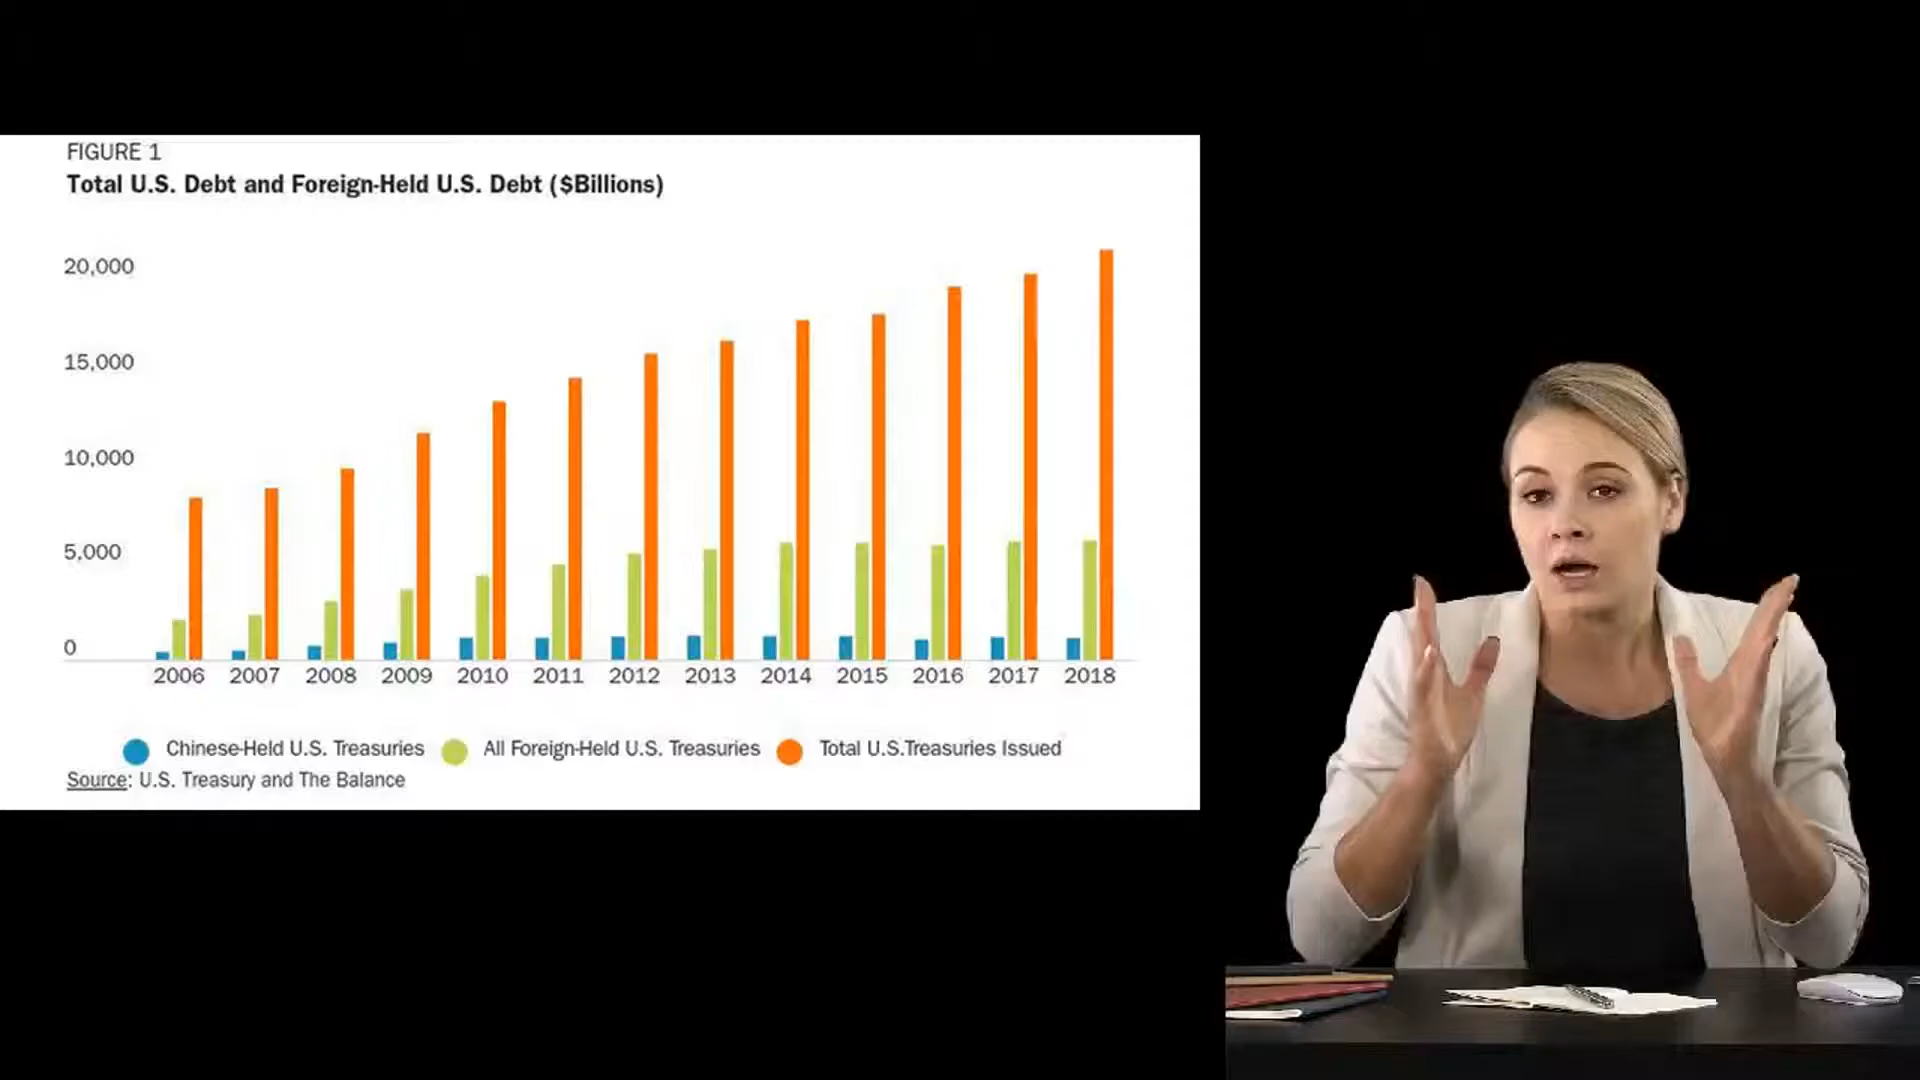 FIGURE 1
Total U.S. Debt and Foreign-Held U.S. Debt ($Billions)
20,000
15,000
10,000
5,000
0
2006 2007 2008 2009 2010 2011 2012 2013 2014 2015 2016 2017 2018
Chinese-Held U.S. Treasuries All Foreign-Held U.S. Treasuries Total U.S.Treasuries Issued
Source: U.S. Treasury and The Balance